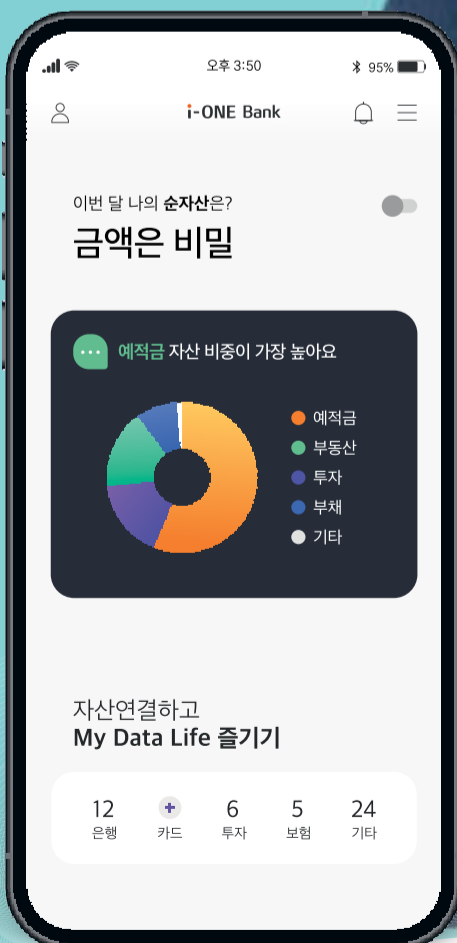 오후 3:50
95%
i-ONE Bank
이번 달 나의 순자산은?
금액은 비밀
예적금 자산 비중이 가장 높아요
예적금
부동산
투자
부채
기타
자산연결하고
My Data Life 즐기기
12 + 6 5 24
은행 카드 투자 보험 기타